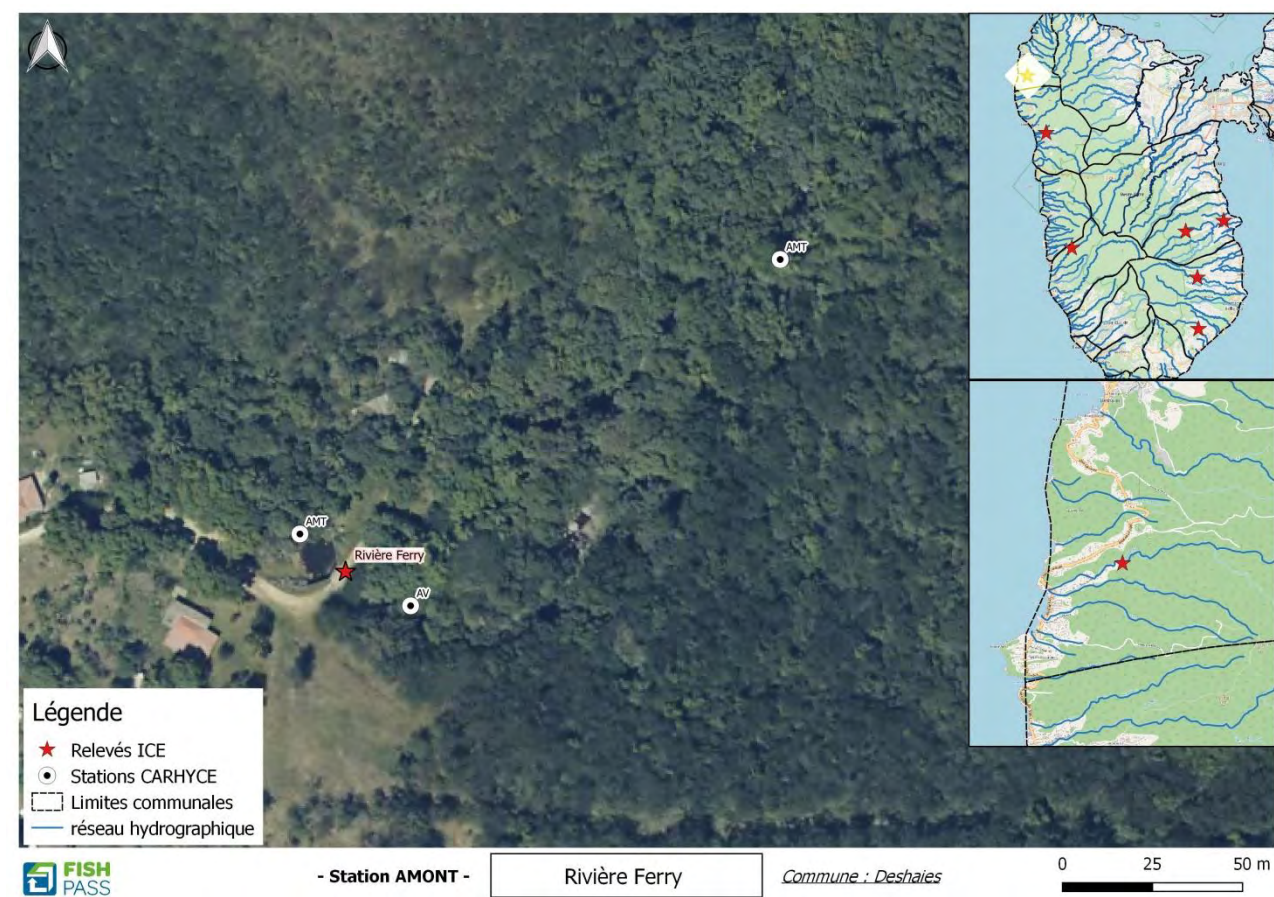 AMT
AMT
Rivière Ferry
AV
Légende
Relevés ICE
Stations CARHYCE
Limites communales
réseau hydrographique
FISH
PASS
- Station AMONT -
Rivière Ferry
Commune : Deshaies
0 25 50 m